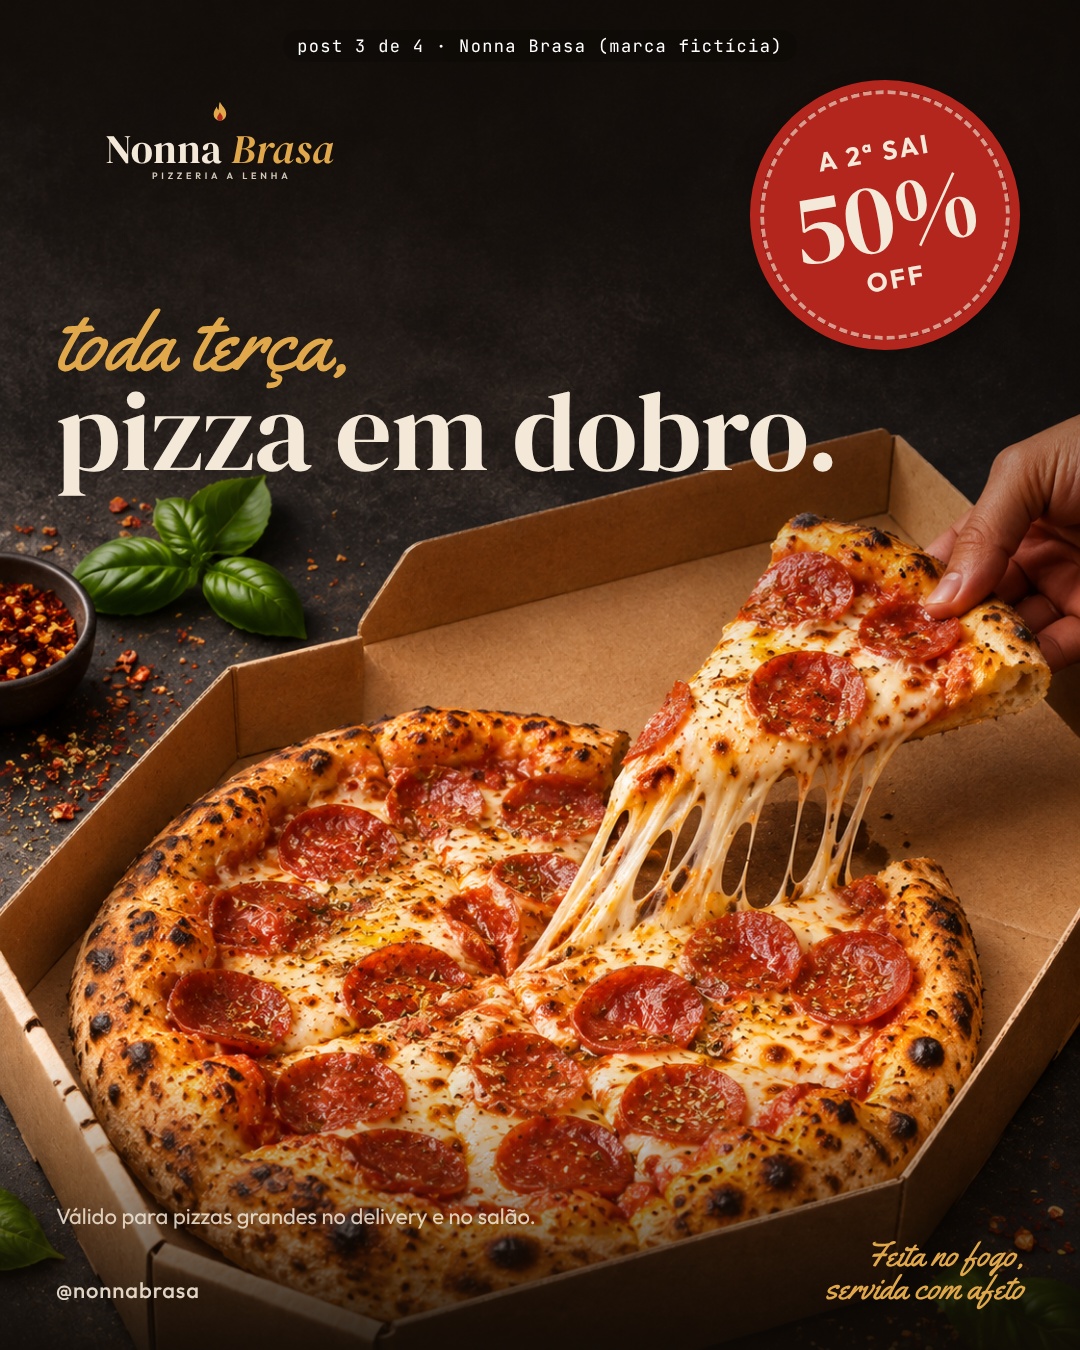 post 3 de 4 · Nonna Brasa (marca fictícia)
Nonna Brasa
PIZZERIA A LENHA
A 2ª SAI
50%
OFF
toda terça,
pizza em dobro.
Válido para pizzas grandes no delivery e no salão.
@nonnabrasa
Feita no fogo,
servida com afeto